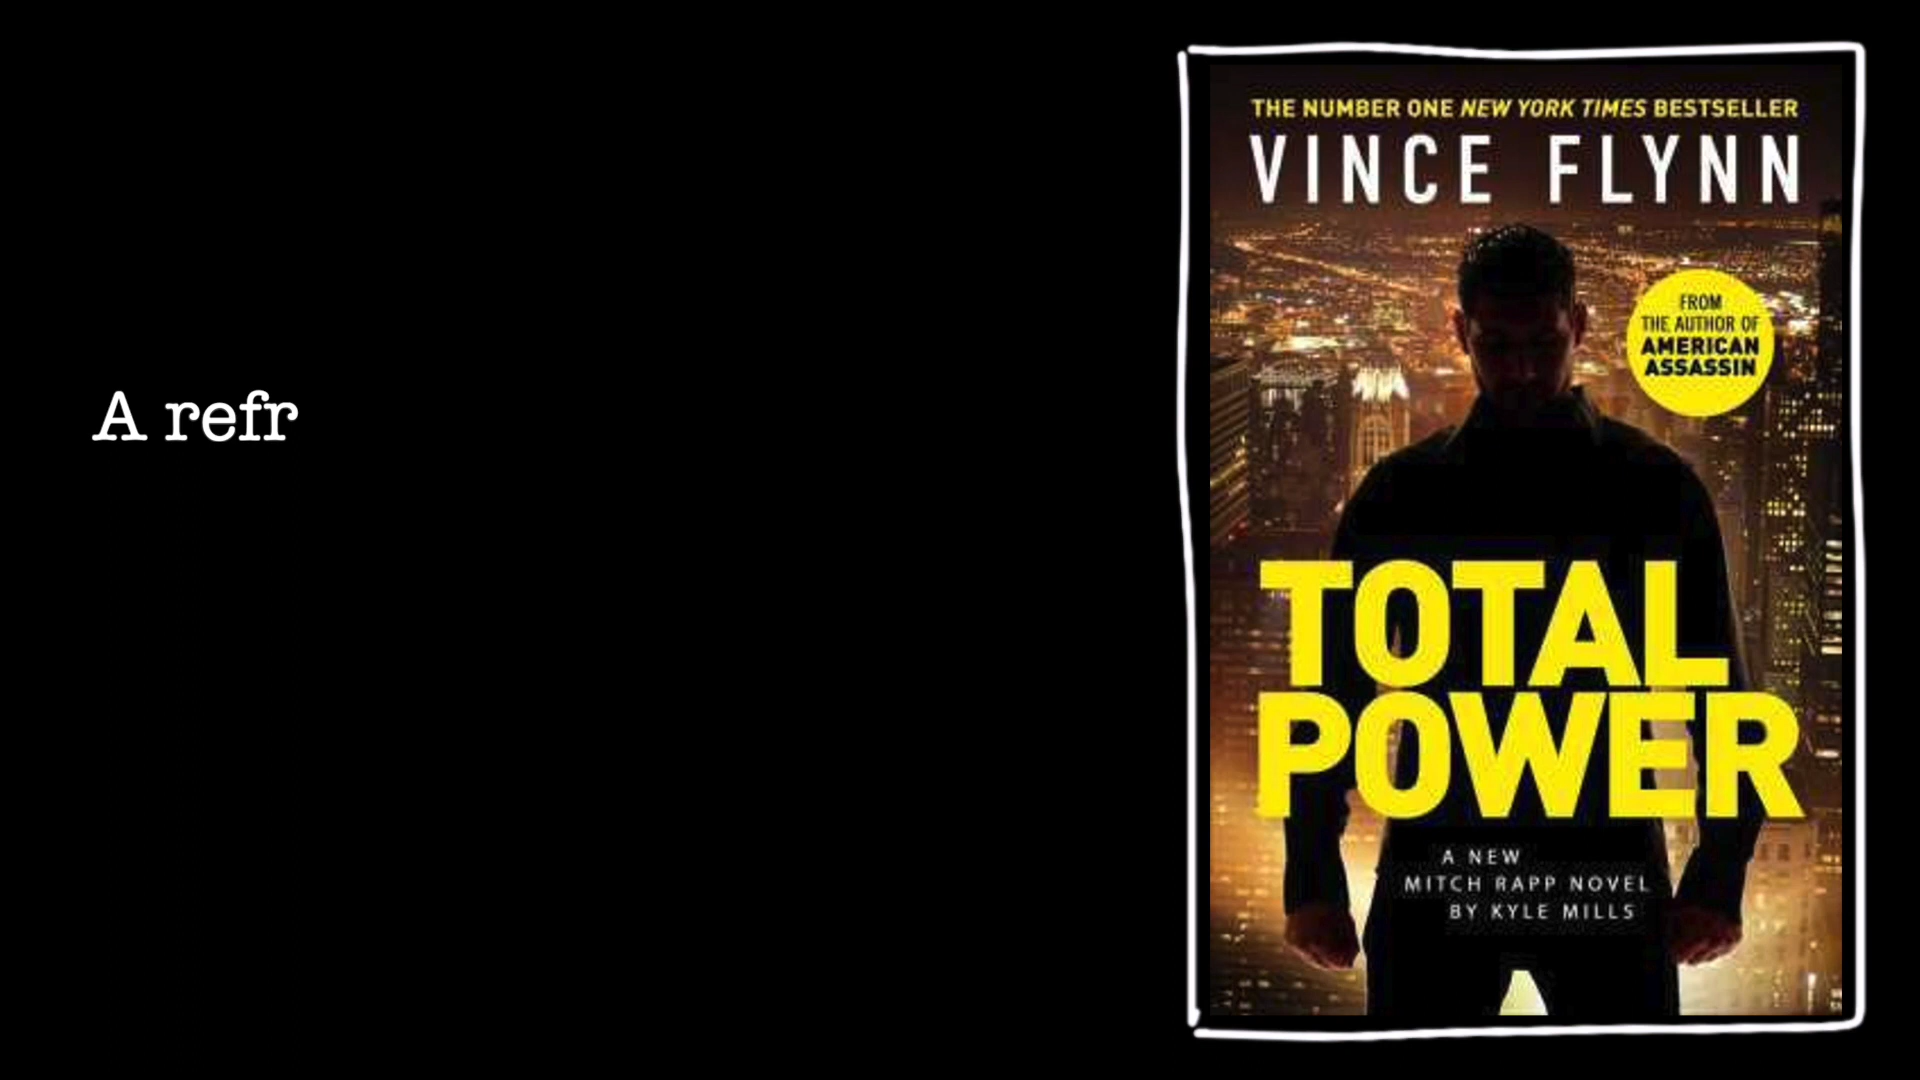 A refr
THE NUMBER ONE NEW YORK TIMES BESTSELLER
VINCE FLYNN
FROM
THE AUTHOR OF
AMERICAN
ASSASSIN
TOTAL
POWER
A NEW
MITCH RAPP NOVEL
BY KYLE MILLS